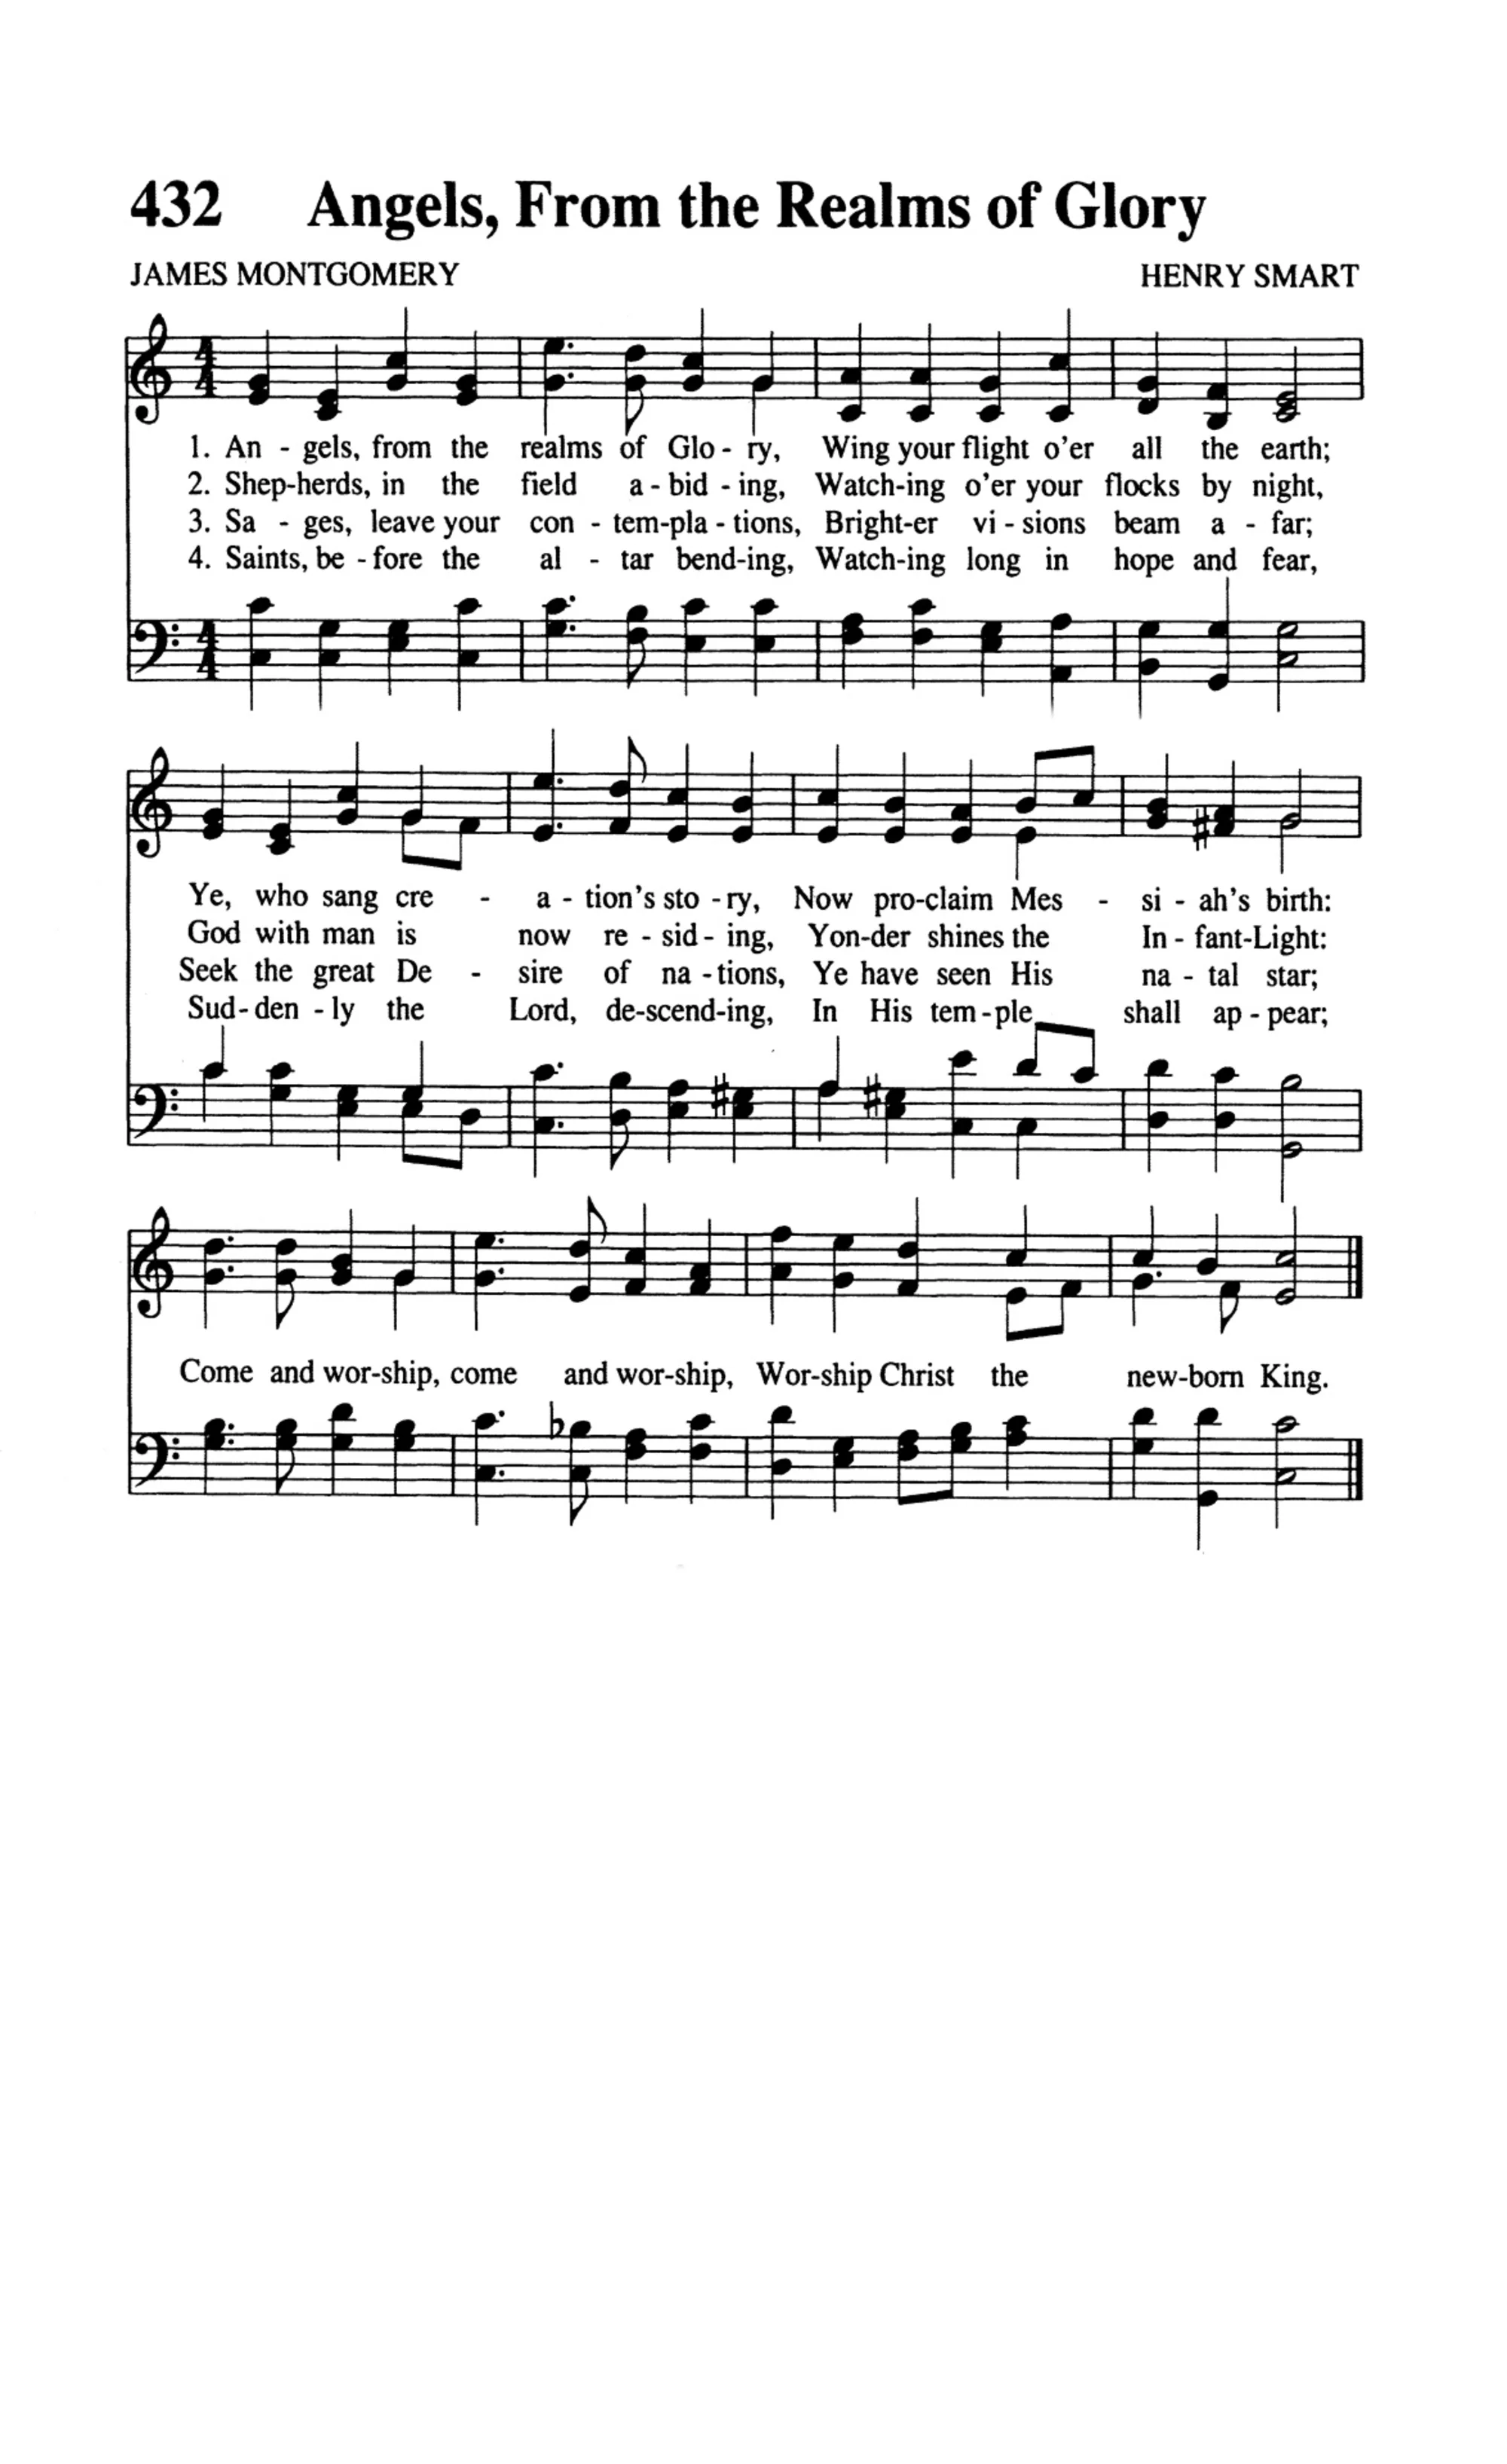 432 Angels, From the Realms of Glory
JAMES MONTGOMERY HENRY SMART
4 4
1. An - gels, from the realms of Glo - ry, Wing your flight o'er all the earth;
2. Shep-herds, in the field a - bid - ing, Watch-ing o'er your flocks by night,
3. Sa - ges, leave your con - tem-pla - tions, Bright-er vi - sions beam a - far;
4. Saints, be - fore the al - tar bend-ing, Watch-ing long in hope and fear,
4 4
Ye, who sang cre - a - tion's sto - ry, Now pro-claim Mes - si - ah's birth:
God with man is now re - sid - ing, Yon-der shines the In - fant-Light:
Seek the great De - sire of na - tions, Ye have seen His na - tal star;
Sud- den - ly the Lord, de-scend-ing, In His tem - ple shall ap - pear;
Come and wor-ship, come and wor-ship, Wor-ship Christ the new-born King.